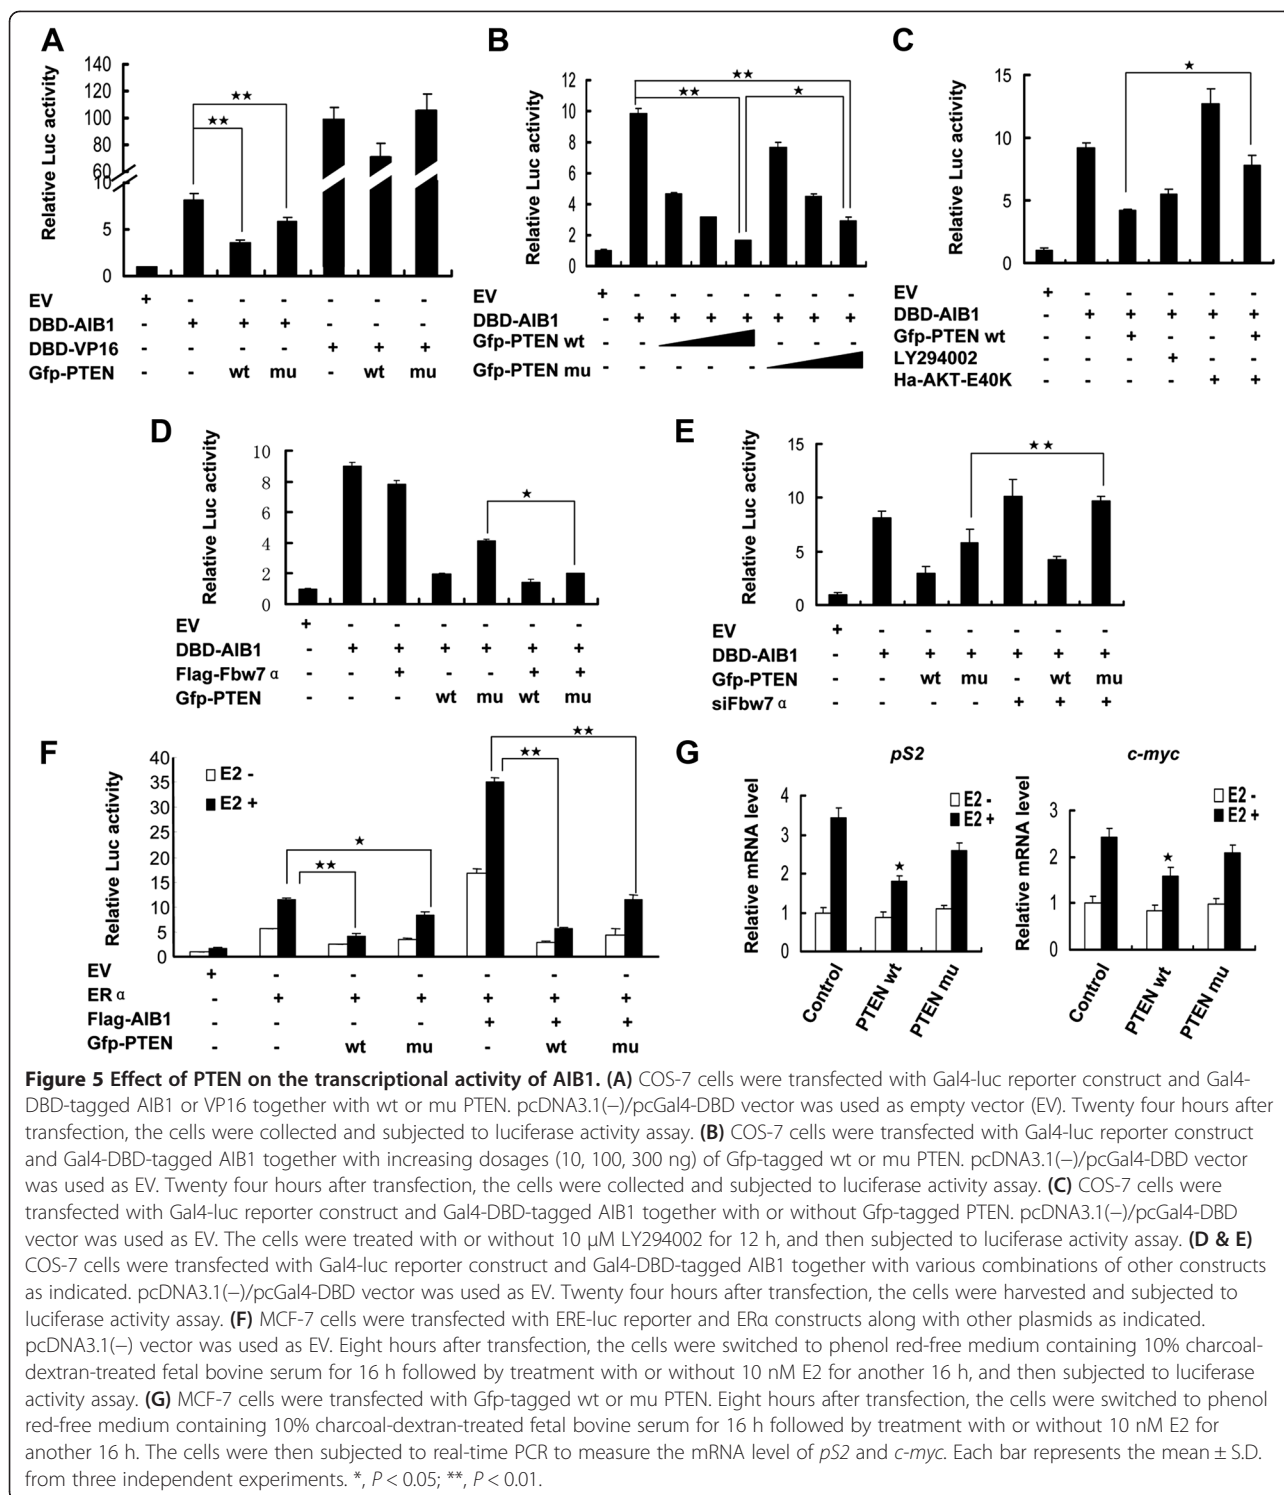 A
Relative Luc activity
140
120
100
80
60
10
5
0
★★
★★
EV + - - - - - -
DBD-AIB1 - + + + - - -
DBD-VP16 - - - - + + +
Gfp-PTEN - - wt mu - wt mu
B
Relative Luc activity
12
10
8
6
4
2
0
★★
★★
★
EV + - - - - - - -
DBD-AIB1 - + + + + + + +
Gfp-PTEN wt - - - - -
Gfp-PTEN mu - - - - -
C
Relative Luc activity
15
10
5
0
★
EV + - - - - -
DBD-AIB1 - + + + + +
Gfp-PTEN wt - - + - - +
LY294002 - - - + - -
Ha-AKT-E40K - - - - + +
D
Relative Luc activity
10
8
6
4
2
0
★
EV + - - - - - -
DBD-AIB1 - + + + + + +
Flag-Fbw7 α - - + - - + +
Gfp-PTEN - - - wt mu wt mu
E
Relative Luc activity
15
10
5
0
★★
EV + - - - - - -
DBD-AIB1 - + + + + + +
Gfp-PTEN - - wt mu - wt mu
siFbw7 α - - - - + + +
F
Relative Luc activity
40
35
30
25
20
15
10
5
0
E2 -
E2 +
★★
★
★★
★★
EV + - - - - - -
ER α - + + + + + +
Flag-AIB1 - - - - + + +
Gfp-PTEN - - wt mu - wt mu
G
pS2
Relative mRNA level
4
3
2
1
0
E2 -
E2 +
★
Control
PTEN wt
PTEN mu
c-myc
Relative mRNA level
3
2
1
0
E2 -
E2 +
★
Control
PTEN wt
PTEN mu
Figure 5 Effect of PTEN on the transcriptional activity of AIB1. (A) COS-7 cells were transfected with Gal4-luc reporter construct and Gal4-
DBD-tagged AIB1 or VP16 together with wt or mu PTEN. pcDNA3.1(−)/pcGal4-DBD vector was used as empty vector (EV). Twenty four hours after
transfection, the cells were collected and subjected to luciferase activity assay. (B) COS-7 cells were transfected with Gal4-luc reporter construct
and Gal4-DBD-tagged AIB1 together with increasing dosages (10, 100, 300 ng) of Gfp-tagged wt or mu PTEN. pcDNA3.1(−)/pcGal4-DBD vector
was used as EV. Twenty four hours after transfection, the cells were collected and subjected to luciferase activity assay. (C) COS-7 cells were
transfected with Gal4-luc reporter construct and Gal4-DBD-tagged AIB1 together with or without Gfp-tagged PTEN. pcDNA3.1(−)/pcGal4-DBD
vector was used as EV. The cells were treated with or without 10 μM LY294002 for 12 h, and then subjected to luciferase activity assay. (D & E)
COS-7 cells were transfected with Gal4-luc reporter construct and Gal4-DBD-tagged AIB1 together with various combinations of other constructs
as indicated. pcDNA3.1(−)/pcGal4-DBD vector was used as EV. Twenty four hours after transfection, the cells were harvested and subjected to
luciferase activity assay. (F) MCF-7 cells were transfected with ERE-luc reporter and ERα constructs along with other plasmids as indicated.
pcDNA3.1(−) vector was used as EV. Eight hours after transfection, the cells were switched to phenol red-free medium containing 10% charcoal-
dextran-treated fetal bovine serum for 16 h followed by treatment with or without 10 nM E2 for another 16 h, and then subjected to luciferase
activity assay. (G) MCF-7 cells were transfected with Gfp-tagged wt or mu PTEN. Eight hours after transfection, the cells were switched to phenol
red-free medium containing 10% charcoal-dextran-treated fetal bovine serum for 16 h followed by treatment with or without 10 nM E2 for
another 16 h. The cells were then subjected to real-time PCR to measure the mRNA level of pS2 and c-myc. Each bar represents the mean ± S.D.
from three independent experiments. *, P < 0.05; **, P < 0.01.